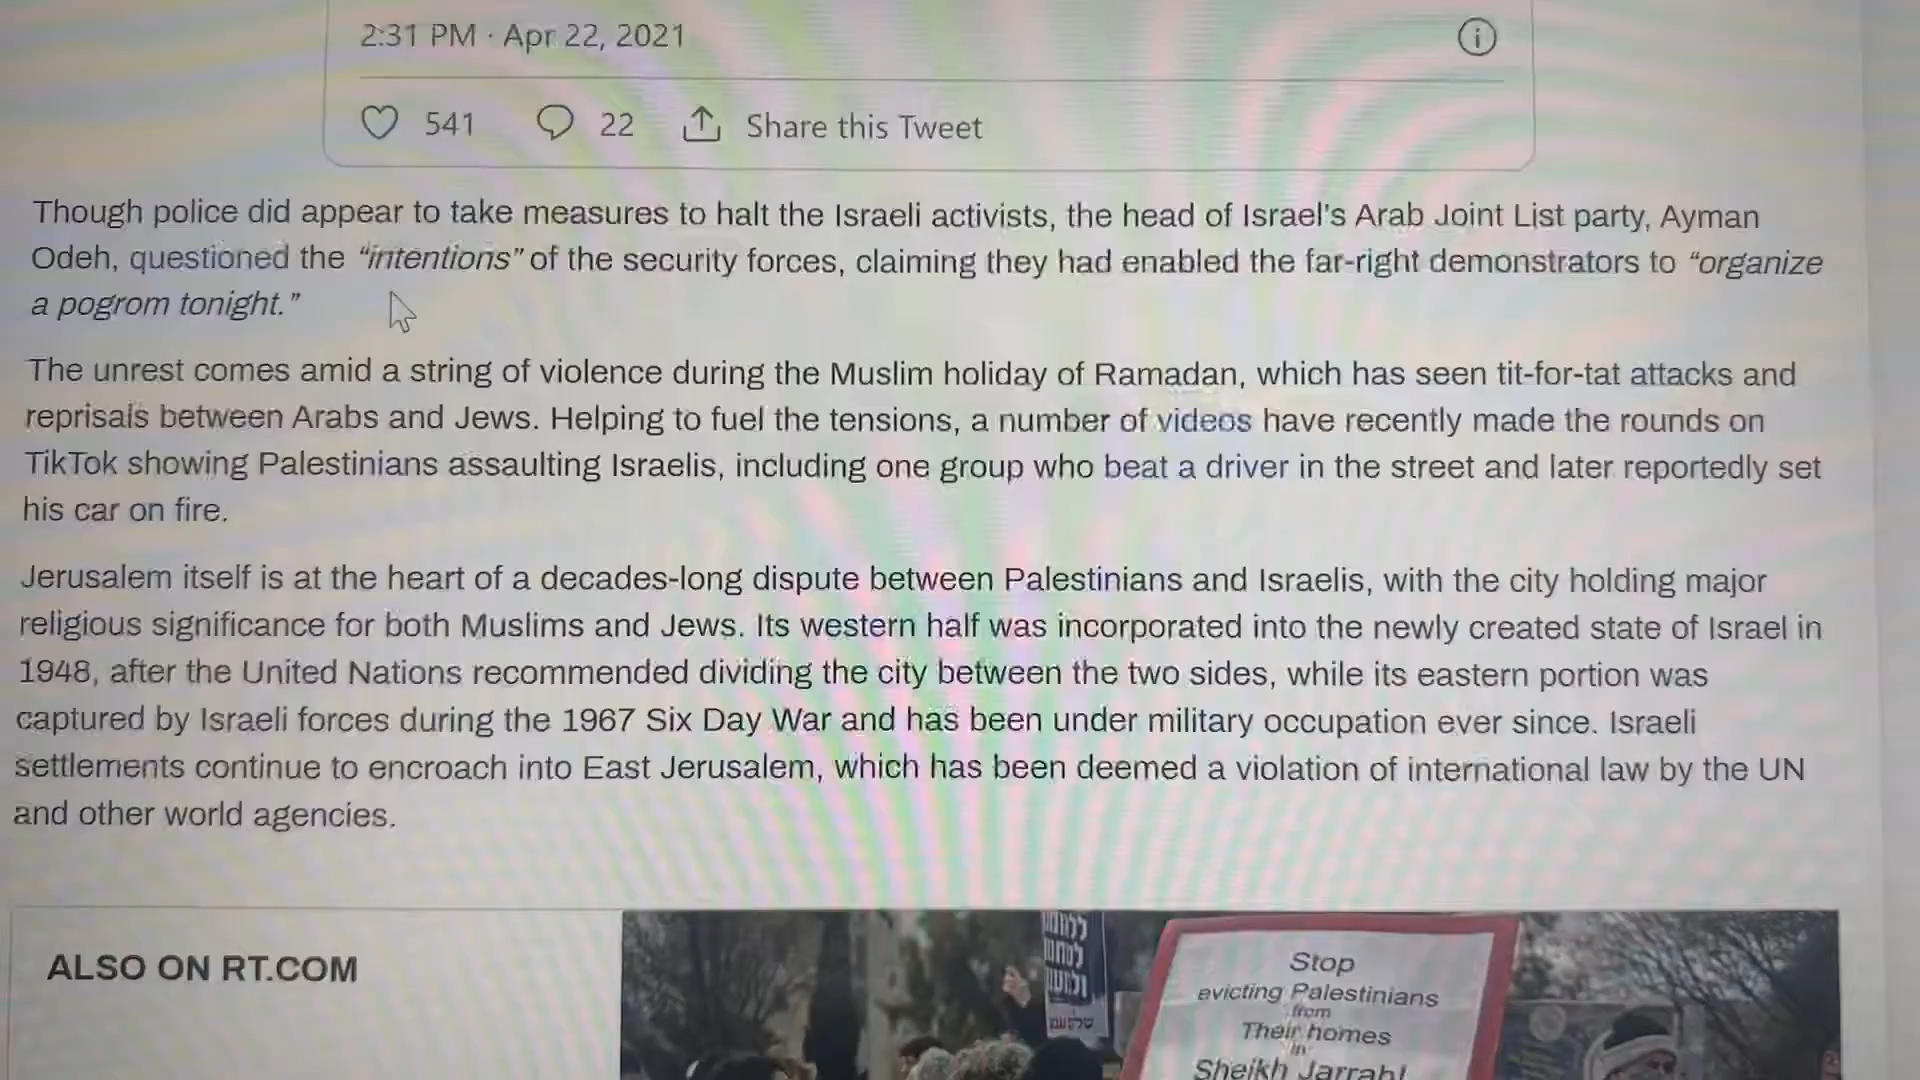 2:31 PM · Apr 22, 2021
541 22 Share this Tweet
Though police did appear to take measures to halt the Israeli activists, the head of Israel's Arab Joint List party, Ayman
Odeh, questioned the “intentions” of the security forces, claiming they had enabled the far-right demonstrators to “organize
a pogrom tonight.”
The unrest comes amid a string of violence during the Muslim holiday of Ramadan, which has seen tit-for-tat attacks and
reprisals between Arabs and Jews. Helping to fuel the tensions, a number of videos have recently made the rounds on
TikTok showing Palestinians assaulting Israelis, including one group who beat a driver in the street and later reportedly set
his car on fire.
Jerusalem itself is at the heart of a decades-long dispute between Palestinians and Israelis, with the city holding major
religious significance for both Muslims and Jews. Its western half was incorporated into the newly created state of Israel in
1948, after the United Nations recommended dividing the city between the two sides, while its eastern portion was
captured by Israeli forces during the 1967 Six Day War and has been under military occupation ever since. Israeli
settlements continue to encroach into East Jerusalem, which has been deemed a violation of international law by the UN
and other world agencies.
ALSO ON RT.COM
Stop
evicting Palestinians
from
Their homes
in
Sheikh Jarrah!